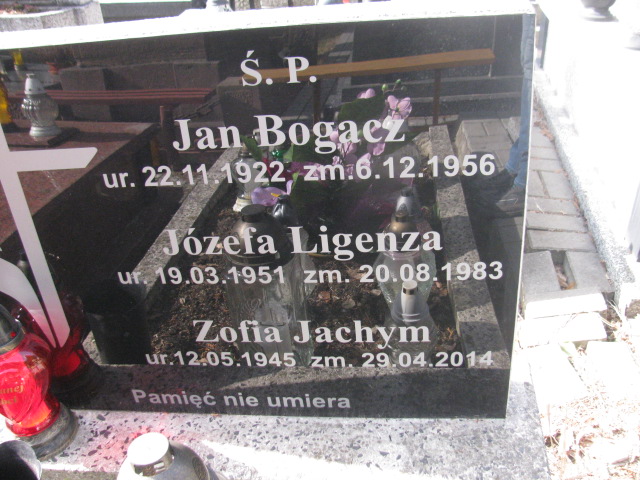 Ś. P.
Jan Bogacz
ur. 22.11.1922 zm.6.12.1956
Józefa Ligenza
ur. 19.03.1951 zm. 20.08.1983
Zofia Jachym
ur.12.05.1945 zm. 29.04.2014
Pamięć nie umiera